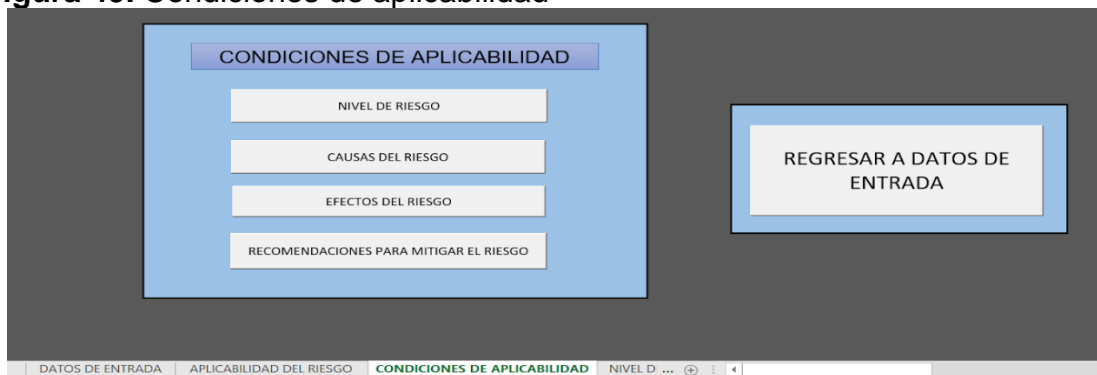 CONDICIONES DE APLICABILIDAD
NIVEL DE RIESGO
CAUSAS DEL RIESGO
EFECTOS DEL RIESGO
RECOMENDACIONES PARA MITIGAR EL RIESGO
REGRESAR A DATOS DE
ENTRADA
DATOS DE ENTRADA APLICABILIDAD DEL RIESGO CONDICIONES DE APLICABILIDAD NIVEL D ...